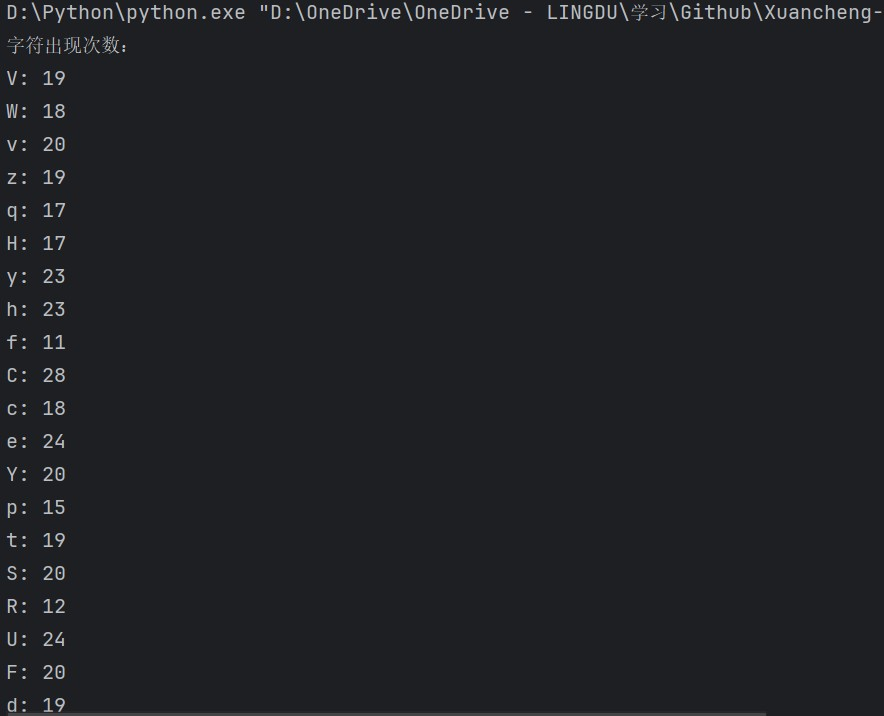 D:\Python\python.exe "D:\OneDrive\OneDrive - LINGDU\学习\Github\Xuancheng-
字符出现次数：
V: 19
W: 18
v: 20
z: 19
q: 17
H: 17
y: 23
h: 23
f: 11
C: 28
c: 18
e: 24
Y: 20
p: 15
t: 19
S: 20
R: 12
U: 24
F: 20
d: 19